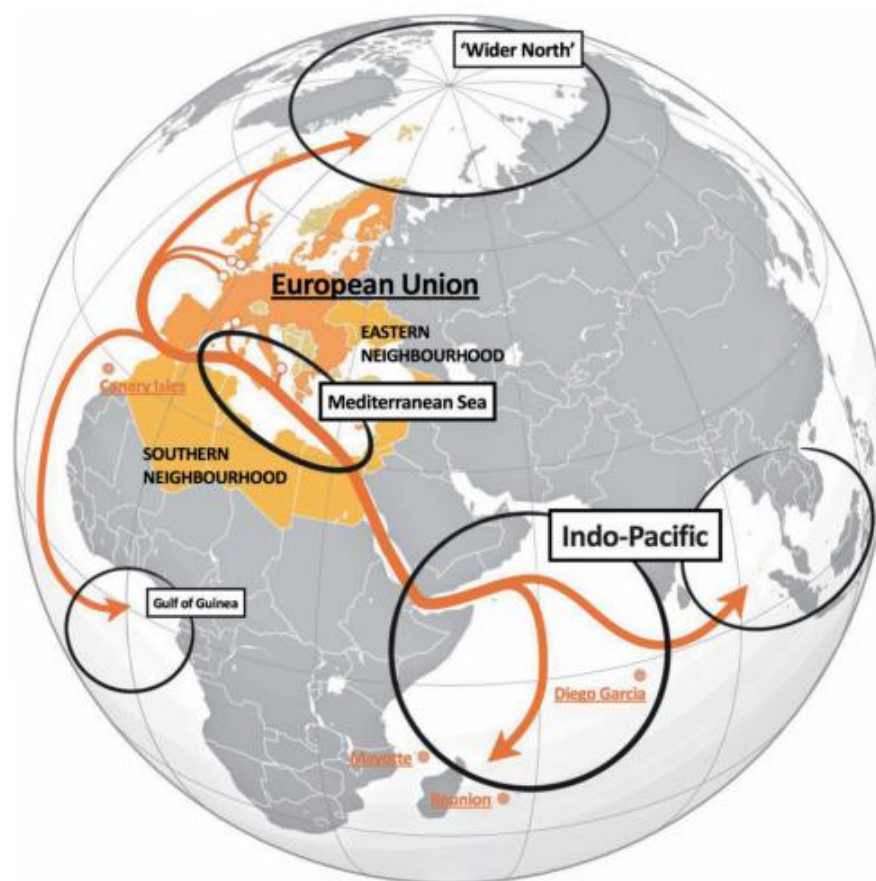 'Wider North'
European Union
EASTERN
NEIGHBOURHOOD
Canary Isles
Mediterranean Sea
SOUTHERN
NEIGHBOURHOOD
Indo-Pacific
Gulf of Guinea
Diego Garcia
Mayotte
Reunion